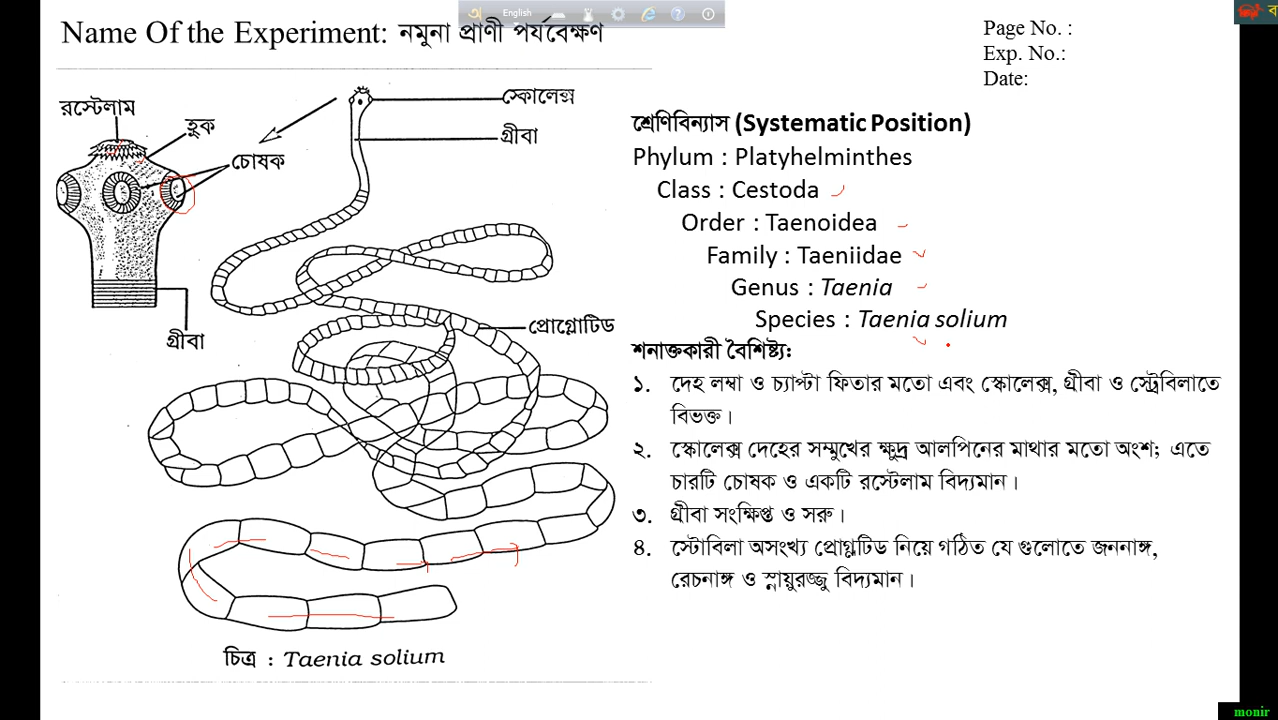 English
Name Of the Experiment: নমুনা প্রাণী পর্যবেক্ষণ
Page No. :
Exp. No.:
Date:
রস্টেলাম
হুক
চোষক
গ্রীবা
স্কোলেক্স
গ্রীবা
প্রোগ্লোটিড
চিত্র : Taenia solium
শ্রেণিবিন্যাস (Systematic Position)
Phylum : Platyhelminthes
Class : Cestoda
Order : Taenoidea
Family : Taeniidae
Genus : Taenia
Species : Taenia solium
শনাক্তকারী বৈশিষ্ট্য:
১. দেহ লম্বা ও চ্যাপ্টা ফিতার মতো এবং স্কোলেক্স, গ্রীবা ও স্ট্রেবিলাতে
বিভক্ত।
২. স্কোলেক্স দেহের সম্মুখের ক্ষুদ্র আলপিনের মাথার মতো অংশ; এতে
চারটি চোষক ও একটি রস্টেলাম বিদ্যমান।
৩. গ্রীবা সংক্ষিপ্ত ও সরু।
৪. স্টোবিলা অসংখ্য প্রোগ্লটিড নিয়ে গঠিত যে গুলোতে জননাঙ্গ,
রেচনাঙ্গ ও স্নায়ুরজ্জু বিদ্যমান।
monir